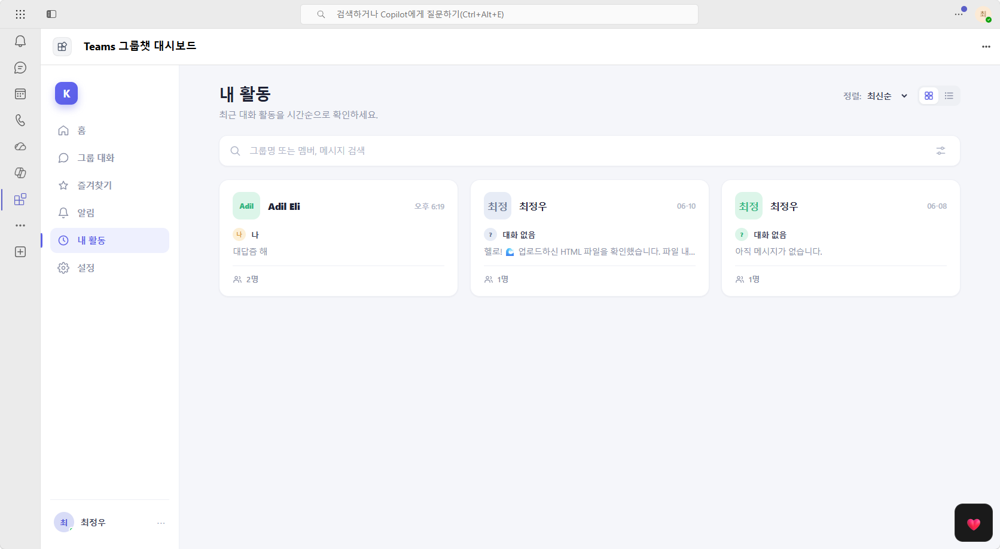 검색하거나 Copilot에게 질문하기(Ctrl+Alt+E)
최
Teams 그룹챗 대시보드
K
홈
그룹 대화
즐겨찾기
알림
내 활동
설정
최 최정우
내 활동
정렬: 최신순
최근 대화 활동을 시간순으로 확인하세요.
그룹명 또는 멤버, 메시지 검색
Adil Adil Eli 오후 6:19
나 나
대답좀 해
2명
최정 최정우 06-10
? 대화 없음
헬로! 🌊 업로드하신 HTML 파일을 확인했습니다. 파일 내...
1명
최정 최정우 06-08
? 대화 없음
아직 메시지가 없습니다.
1명